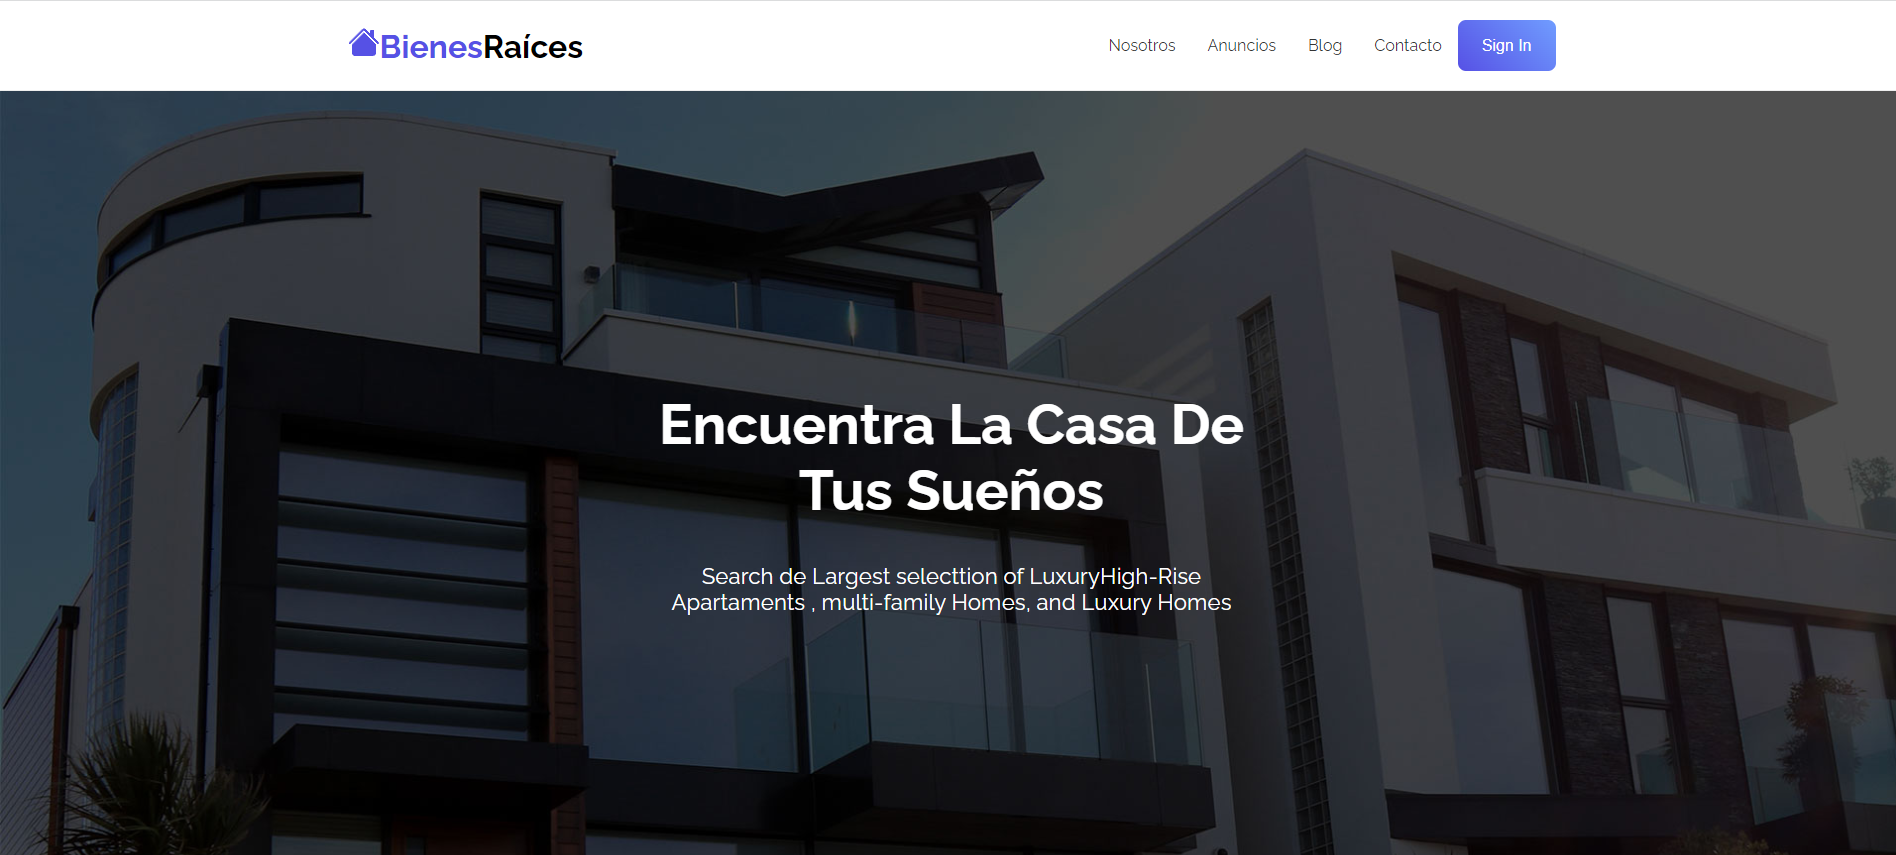 BienesRaíces
Nosotros Anuncios Blog Contacto Sign In
Encuentra La Casa De
Tus Sueños
Search de Largest selecttion of LuxuryHigh-Rise
Apartaments , multi-family Homes, and Luxury Homes